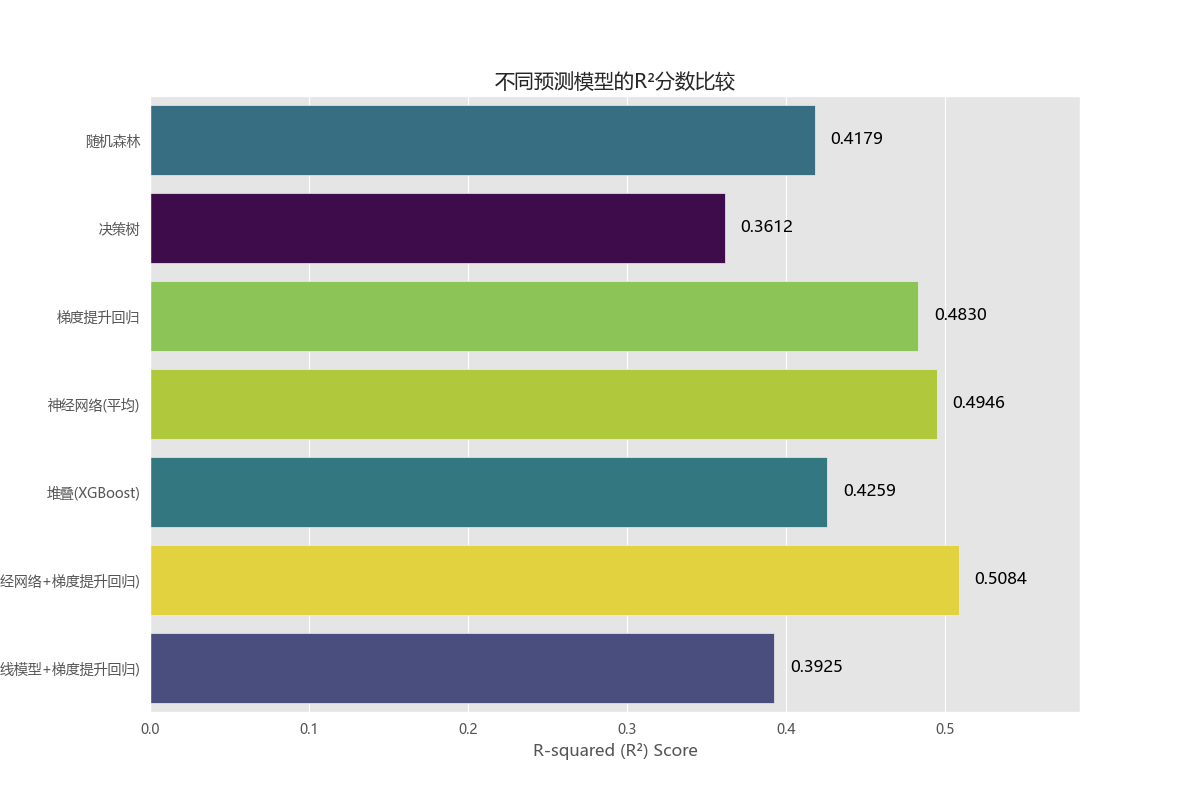 不同预测模型的R²分数比较
随机森林
0.4179
决策树
0.3612
梯度提升回归
0.4830
神经网络(平均)
0.4946
堆叠(XGBoost)
0.4259
经网络+梯度提升回归)
0.5084
线模型+梯度提升回归)
0.3925
0.0 0.1 0.2 0.3 0.4 0.5
R-squared (R²) Score